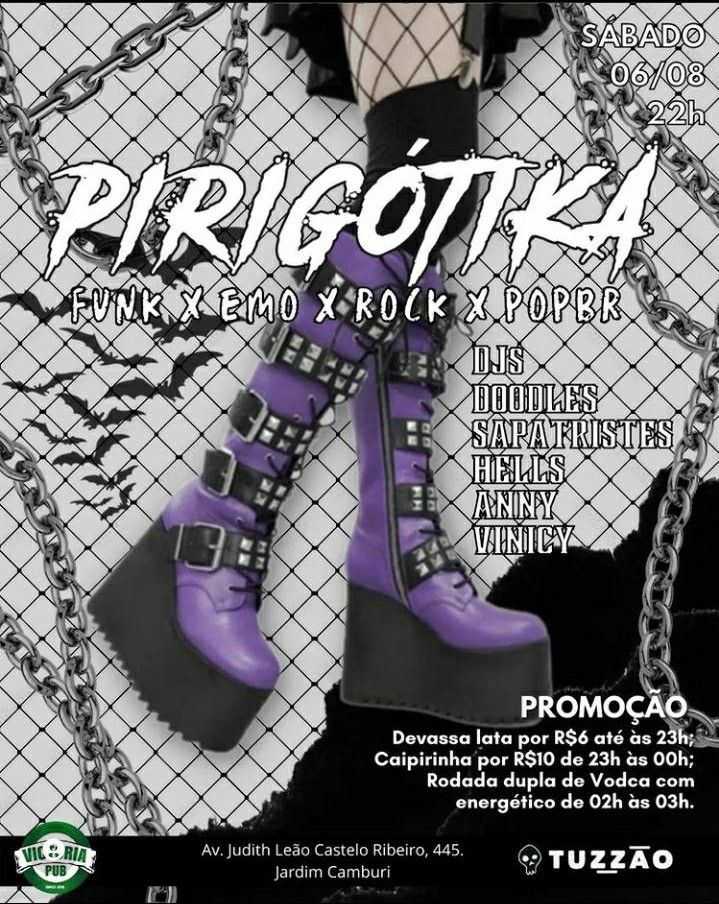 SÁBADO
06/08
22h
PIRIGÓTIKA
FUNK X EMO X ROCK X POPBR
DJS
DOODLES
SAPATRISTES
HELLS
ANNY
VINICY
PROMOÇÃO
Devassa lata por R$6 até às 23h;
Caipirinha por R$10 de 23h às 00h;
Rodada dupla de Vodca com
energético de 02h às 03h.
VICTORIA
PUB
Av. Judith Leão Castelo Ribeiro, 445.
Jardim Camburi
TUZZÃO